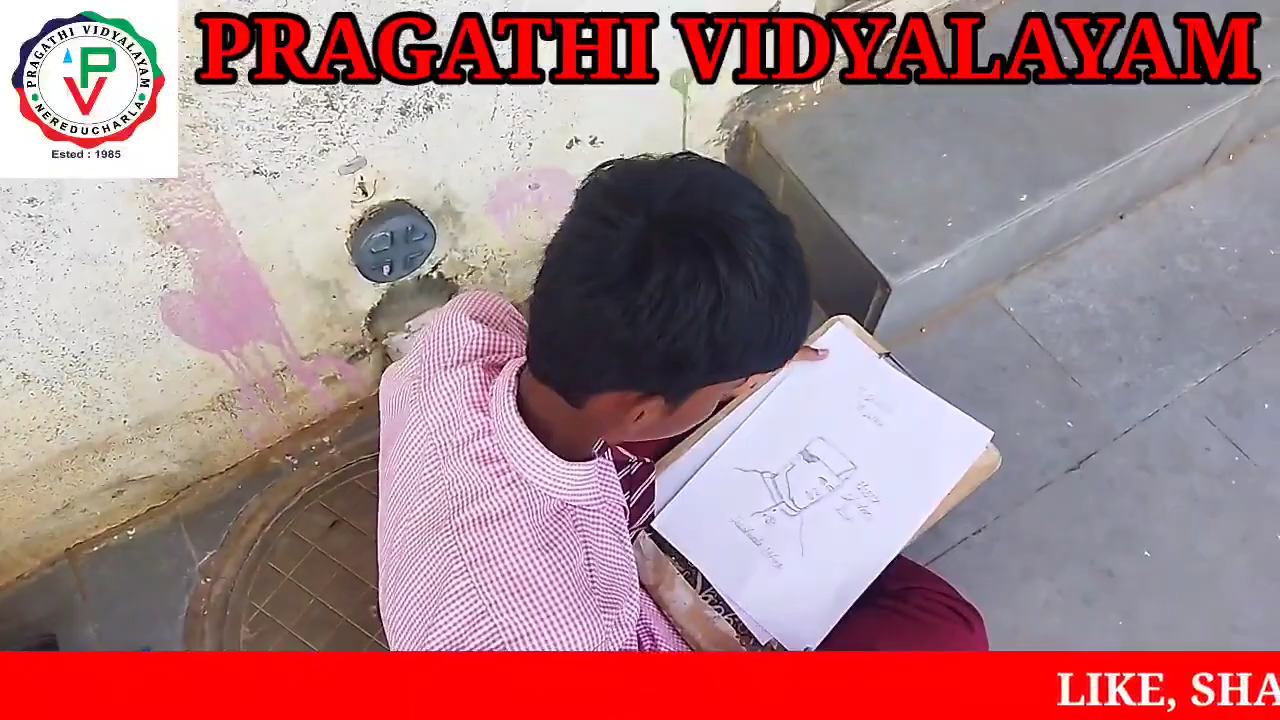 PRAGATHI VIDYALAYAM
PRAGATHI VIDYALAYAM
PV
NEREDUCHARLA
Ested : 1985
LIKE, SHA